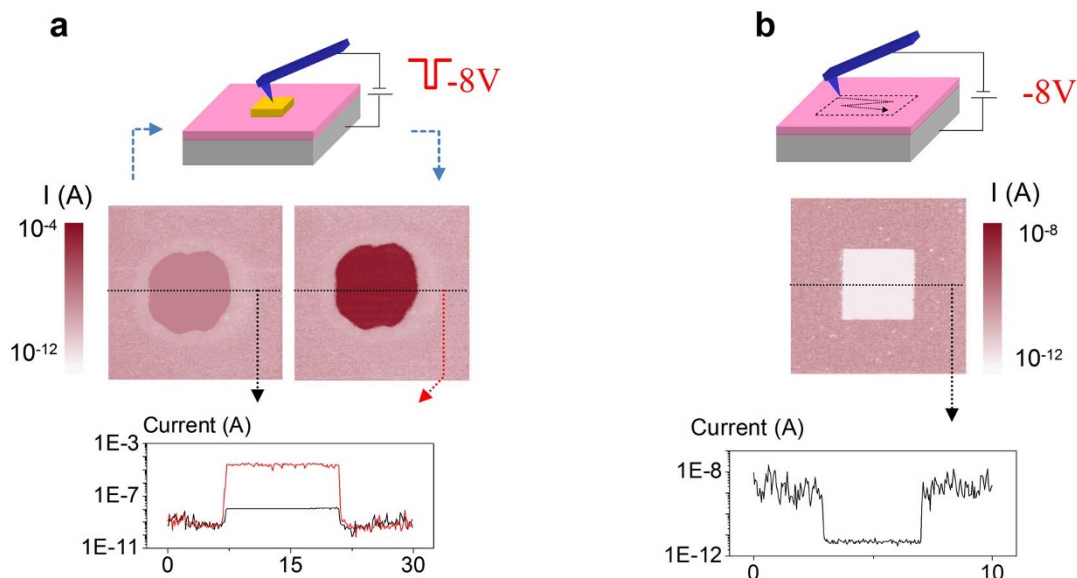 a
-8V
I (A)
10-4
10-12
Current (A)
1E-3
1E-7
1E-11
0 15 30
b
-8V
I (A)
10-8
10-12
Current (A)
1E-8
1E-12
0 10